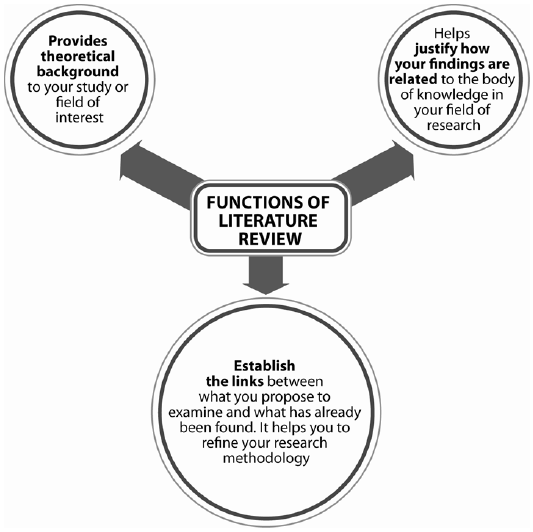 Provides
theoretical
background
to your study or
field of
interest
Helps
justify how
your findings are
related to the body
of knowledge in
your field of
research
FUNCTIONS OF
LITERATURE
REVIEW
Establish
the links between
what you propose to
examine and what has already
been found. It helps you to
refine your research
methodology